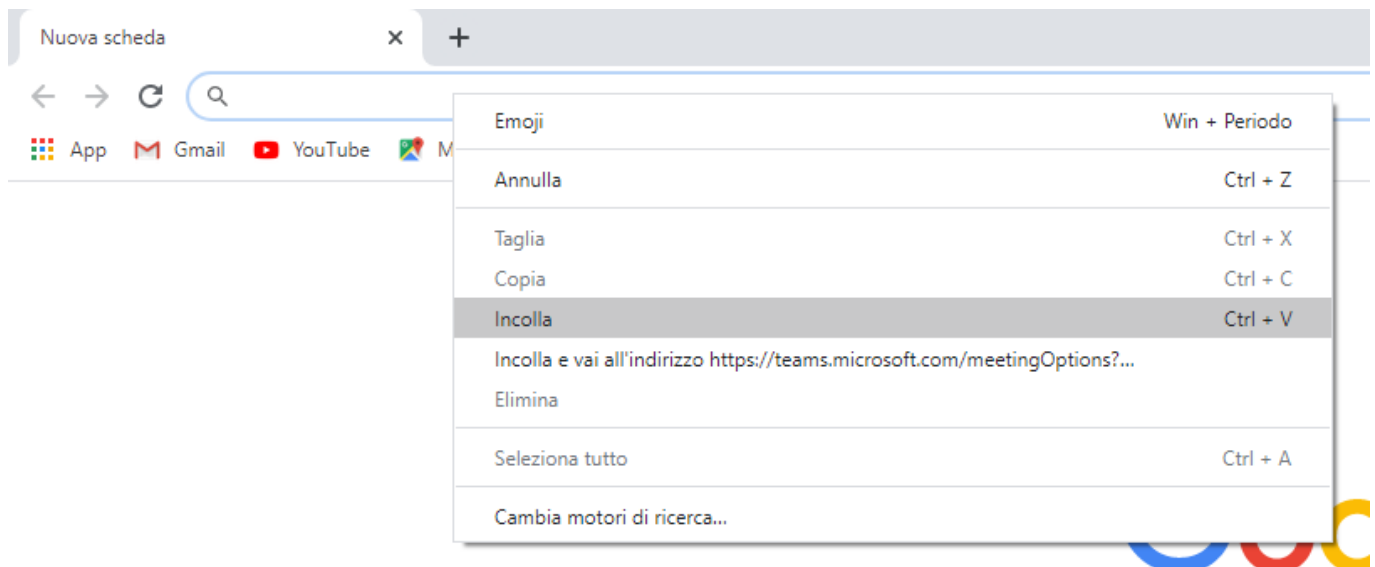 Nuova scheda
App Gmail YouTube M
Emoji Win + Periodo
Annulla Ctrl + Z
Taglia Ctrl + X
Copia Ctrl + C
Incolla Ctrl + V
Incolla e vai all'indirizzo https://teams.microsoft.com/meetingOptions?...
Elimina
Seleziona tutto Ctrl + A
Cambia motori di ricerca...